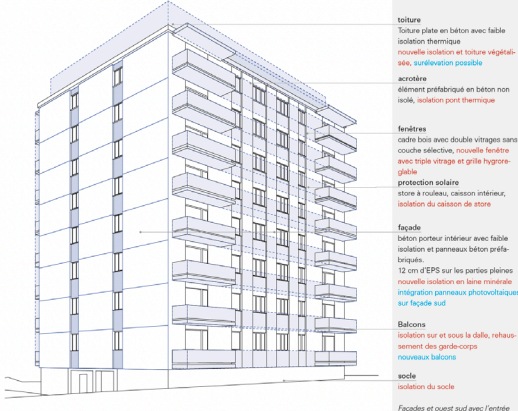 toiture
Toiture plate en béton avec faible
isolation thermique
nouvelle isolation et toiture végétali-
sée, surélevation possible
acrotère
élément préfabriqué en béton non
isolé, isolation pont thermique
fenêtres
cadre bois avec double vitrages sans
couche sélective, nouvelle fenêtre
avec triple vitrage et grille hygrore-
glable
protection solaire
store à rouleau, caisson intérieur,
isolation du caisson de store
façade
béton porteur intérieur avec faible
isolation et panneaux béton préfa-
briqués.
12 cm d'EPS sur les parties pleines
nouvelle isolation en laine minérale
intégration panneaux photovoltaiques
sur façade sud
Balcons
isolation sur et sous la dalle, rehaus-
sement des garde-corps
nouveaux balcons
socle
isolation du socle
Facades et ouest sud avec l'entrée